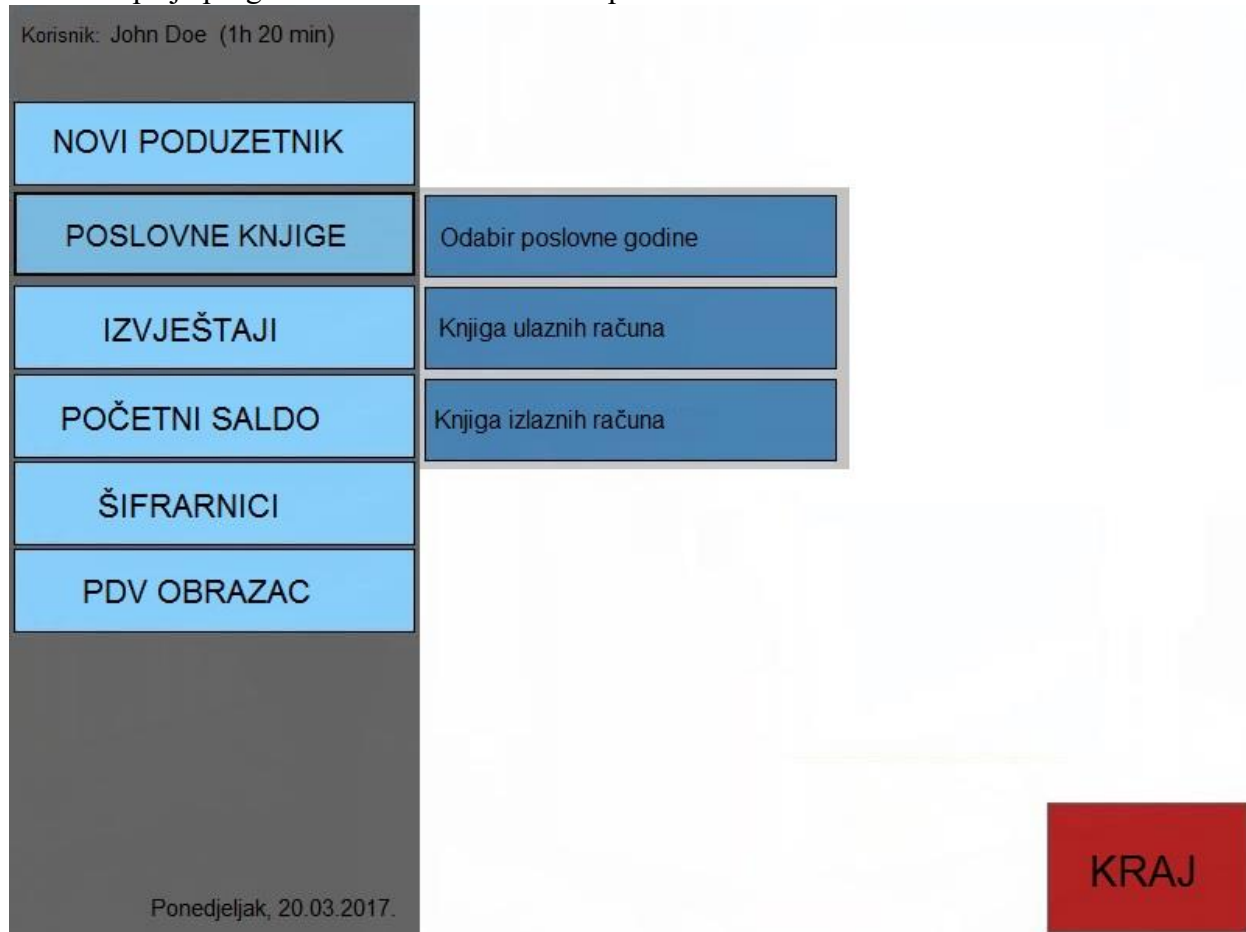 Korisnik: John Doe (1h 20 min)
NOVI PODUZETNIK
POSLOVNE KNJIGE
Odabir poslovne godine
IZVJEŠTAJI
Knjiga ulaznih računa
POČETNI SALDO
Knjiga izlaznih računa
ŠIFRARNICI
PDV OBRAZAC
KRAJ
Ponedjeljak, 20.03.2017.